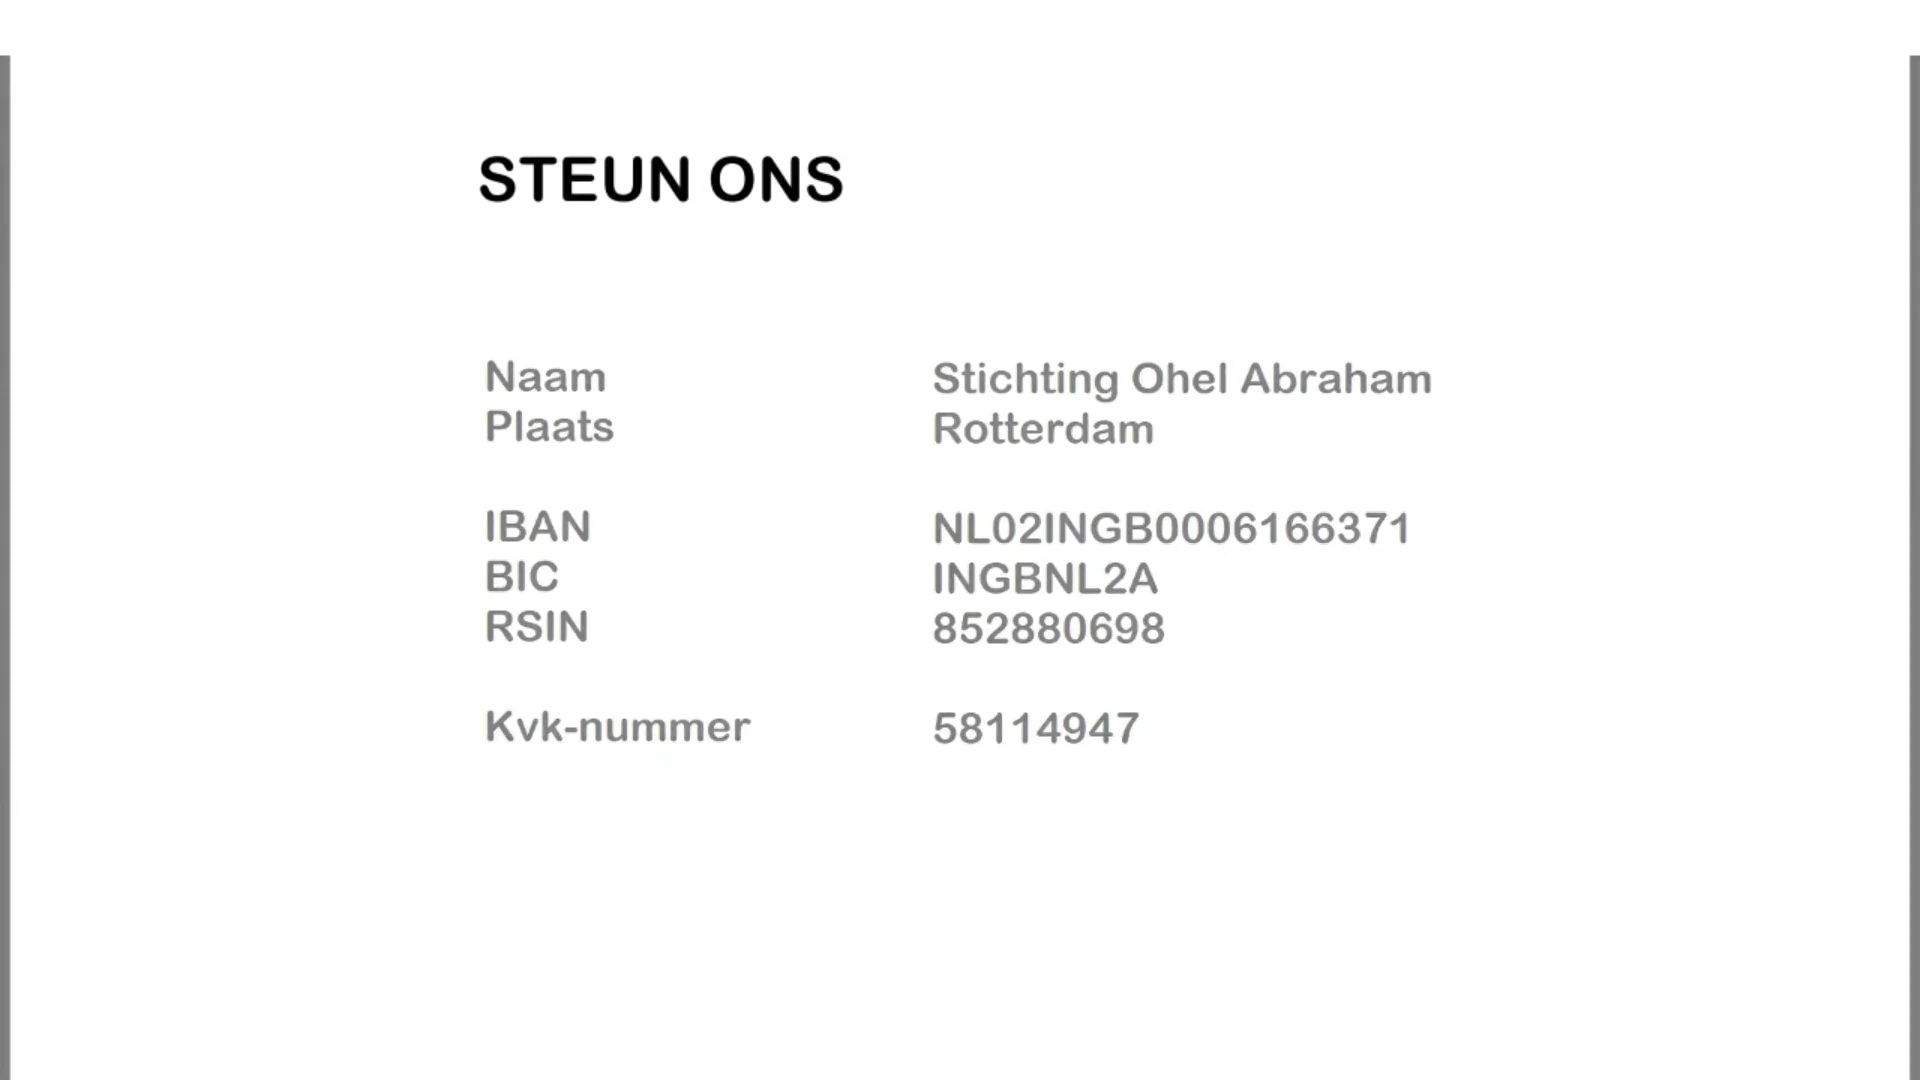 STEUN ONS
Naam Stichting Ohel Abraham
Plaats Rotterdam
IBAN NL02INGB0006166371
BIC INGBNL2A
RSIN 852880698
Kvk-nummer 58114947